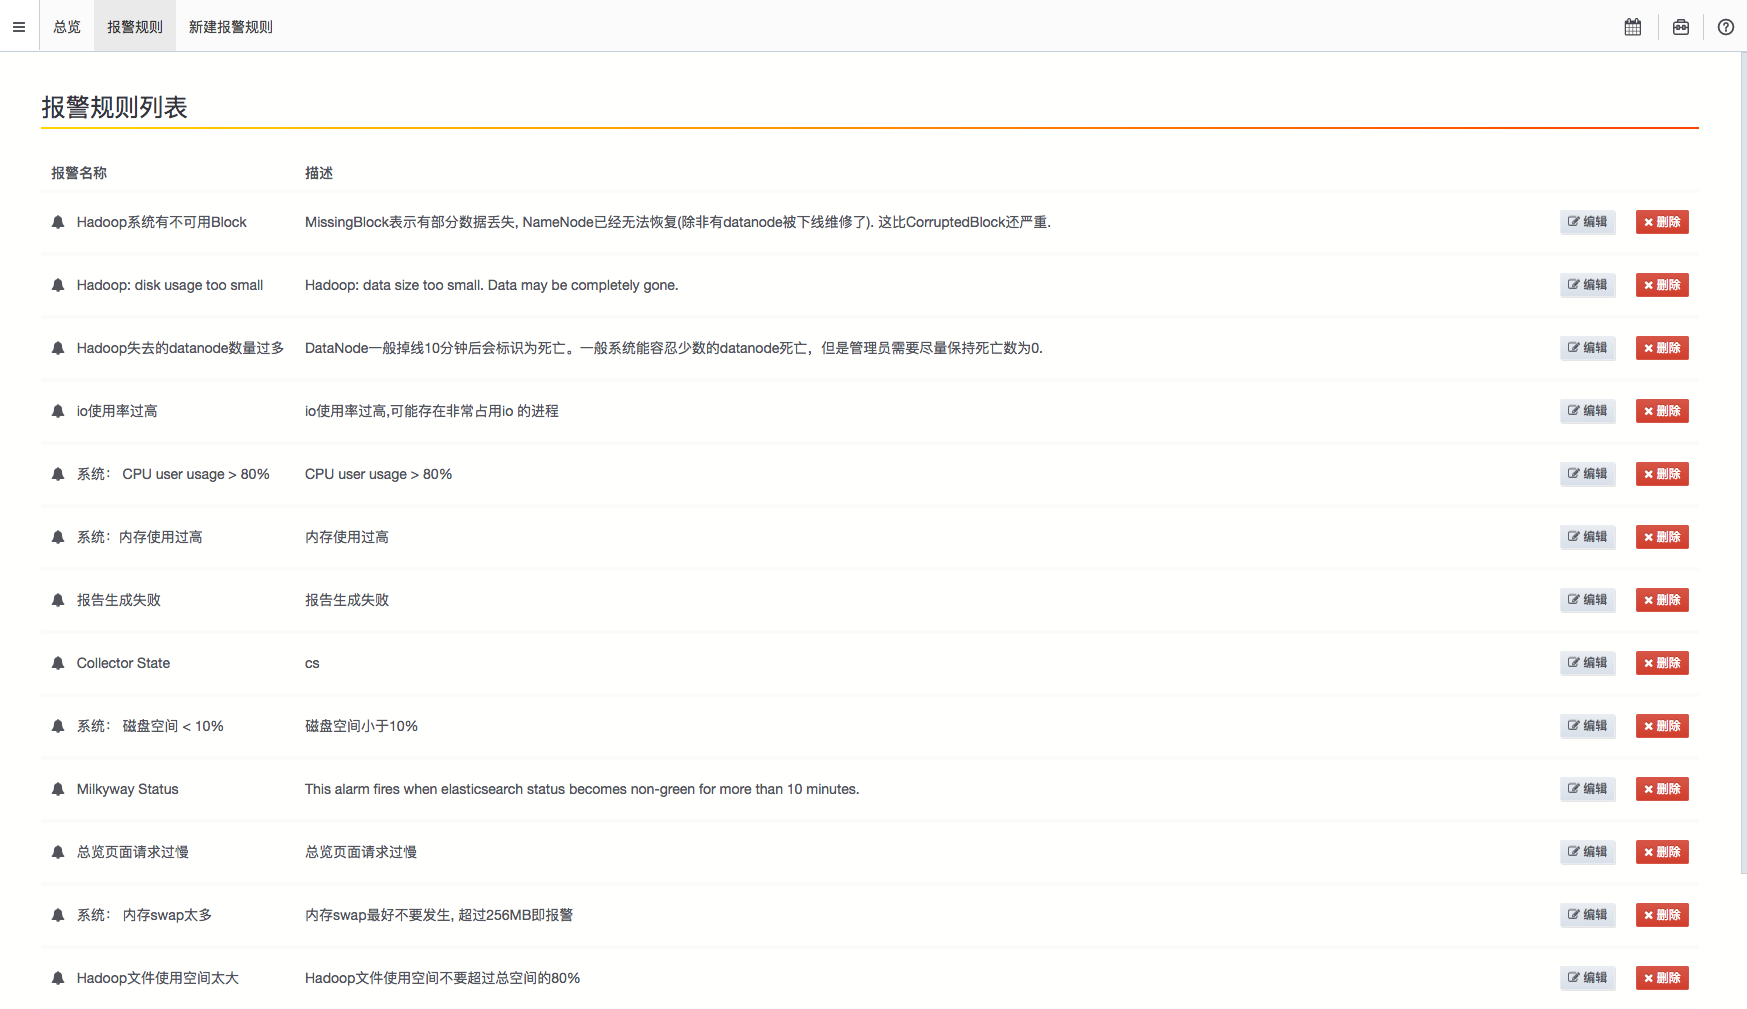 总览 报警规则 新建报警规则
报警规则列表
报警名称 描述
Hadoop系统有不可用Block MissingBlock表示有部分数据丢失, NameNode已经无法恢复(除非有datanode被下线维修了). 这比CorruptedBlock还严重. 编辑 删除
Hadoop: disk usage too small Hadoop: data size too small. Data may be completely gone. 编辑 删除
Hadoop失去的datanode数量过多 DataNode一般掉线10分钟后会标识为死亡。一般系统能容忍少数的datanode死亡，但是管理员需要尽量保持死亡数为0. 编辑 删除
io使用率过高 io使用率过高,可能存在非常占用io 的进程 编辑 删除
系统： CPU user usage > 80% CPU user usage > 80% 编辑 删除
系统：内存使用过高 内存使用过高 编辑 删除
报告生成失败 报告生成失败 编辑 删除
Collector State cs 编辑 删除
系统： 磁盘空间 < 10% 磁盘空间小于10% 编辑 删除
Milkyway Status This alarm fires when elasticsearch status becomes non-green for more than 10 minutes. 编辑 删除
总览页面请求过慢 总览页面请求过慢 编辑 删除
系统： 内存swap太多 内存swap最好不要发生, 超过256MB即报警 编辑 删除
Hadoop文件使用空间太大 Hadoop文件使用空间不要超过总空间的80% 编辑 删除